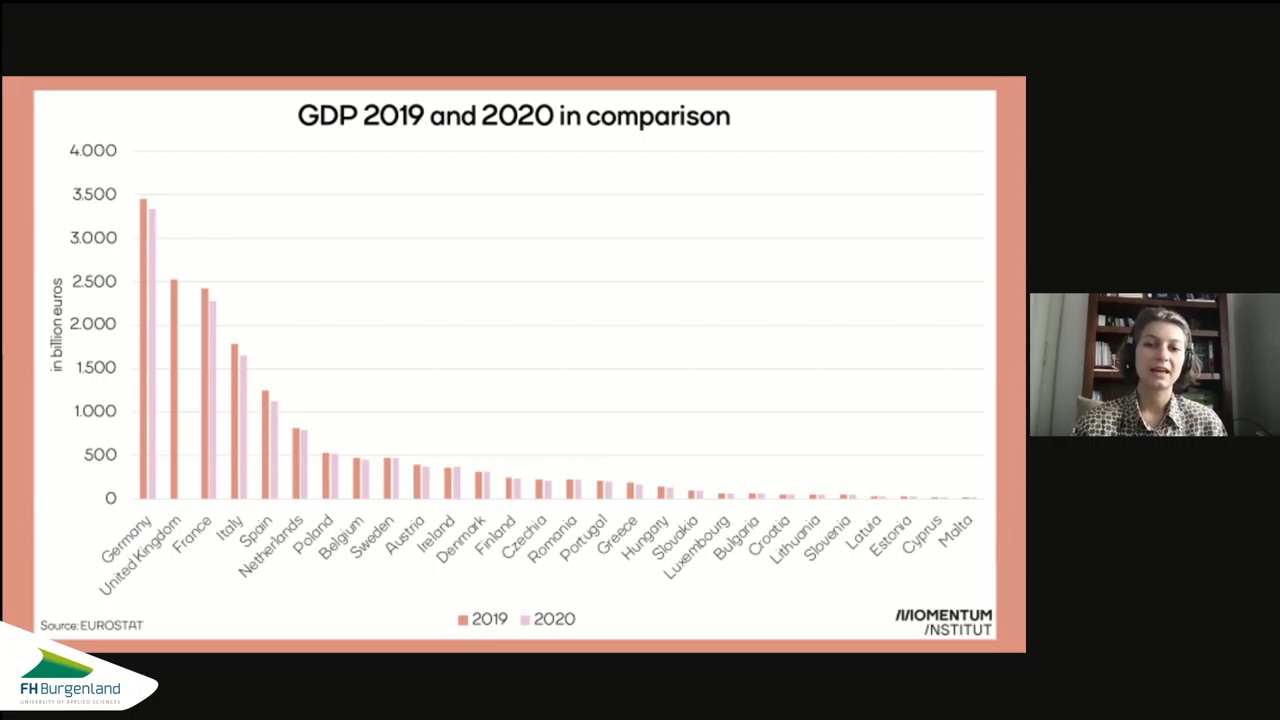 GDP 2019 and 2020 in comparison
4.000
3.500
3.000
2.500
2.000
1.500
1.000
500
0
in billion euros
Germany
United Kingdom
France
Italy
Spain
Netherlands
Poland
Belgium
Sweden
Austria
Ireland
Denmark
Finland
Czechia
Romania
Portugal
Greece
Hungary
Slovakia
Luxembourg
Bulgaria
Croatia
Lithuania
Slovenia
Latvia
Estonia
Cyprus
Malta
2019 2020
Source: EUROSTAT
MOMENTUM
INSTITUT
FH Burgenland
UNIVERSITY OF APPLIED SCIENCES